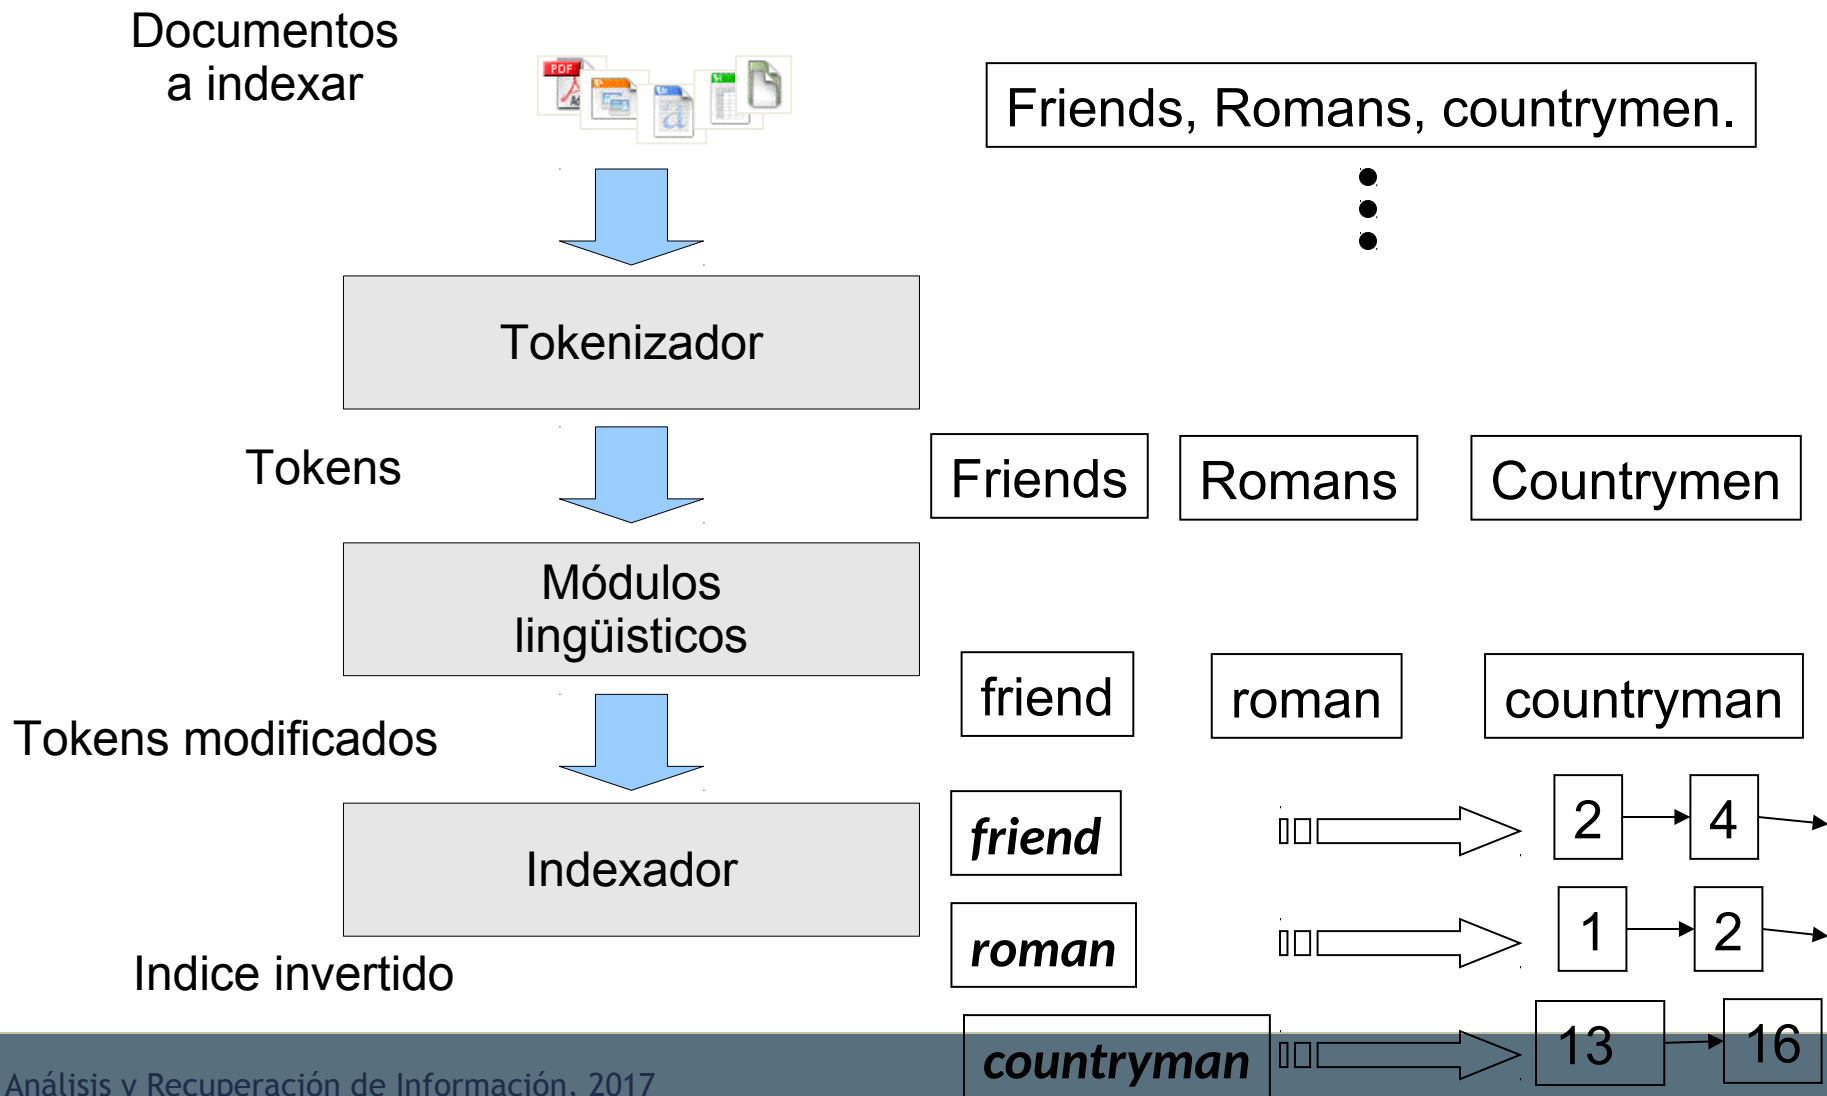 Documentos
a indexar
PDF
Friends, Romans, countrymen.
Tokenizador
Tokens
Friends
Romans
Countrymen
Módulos
lingüisticos
friend
roman
countryman
Tokens modificados
friend
2
4
Indexador
roman
1
2
Indice invertido
countryman
13
16
Análisis y Recuperación de Información, 2017